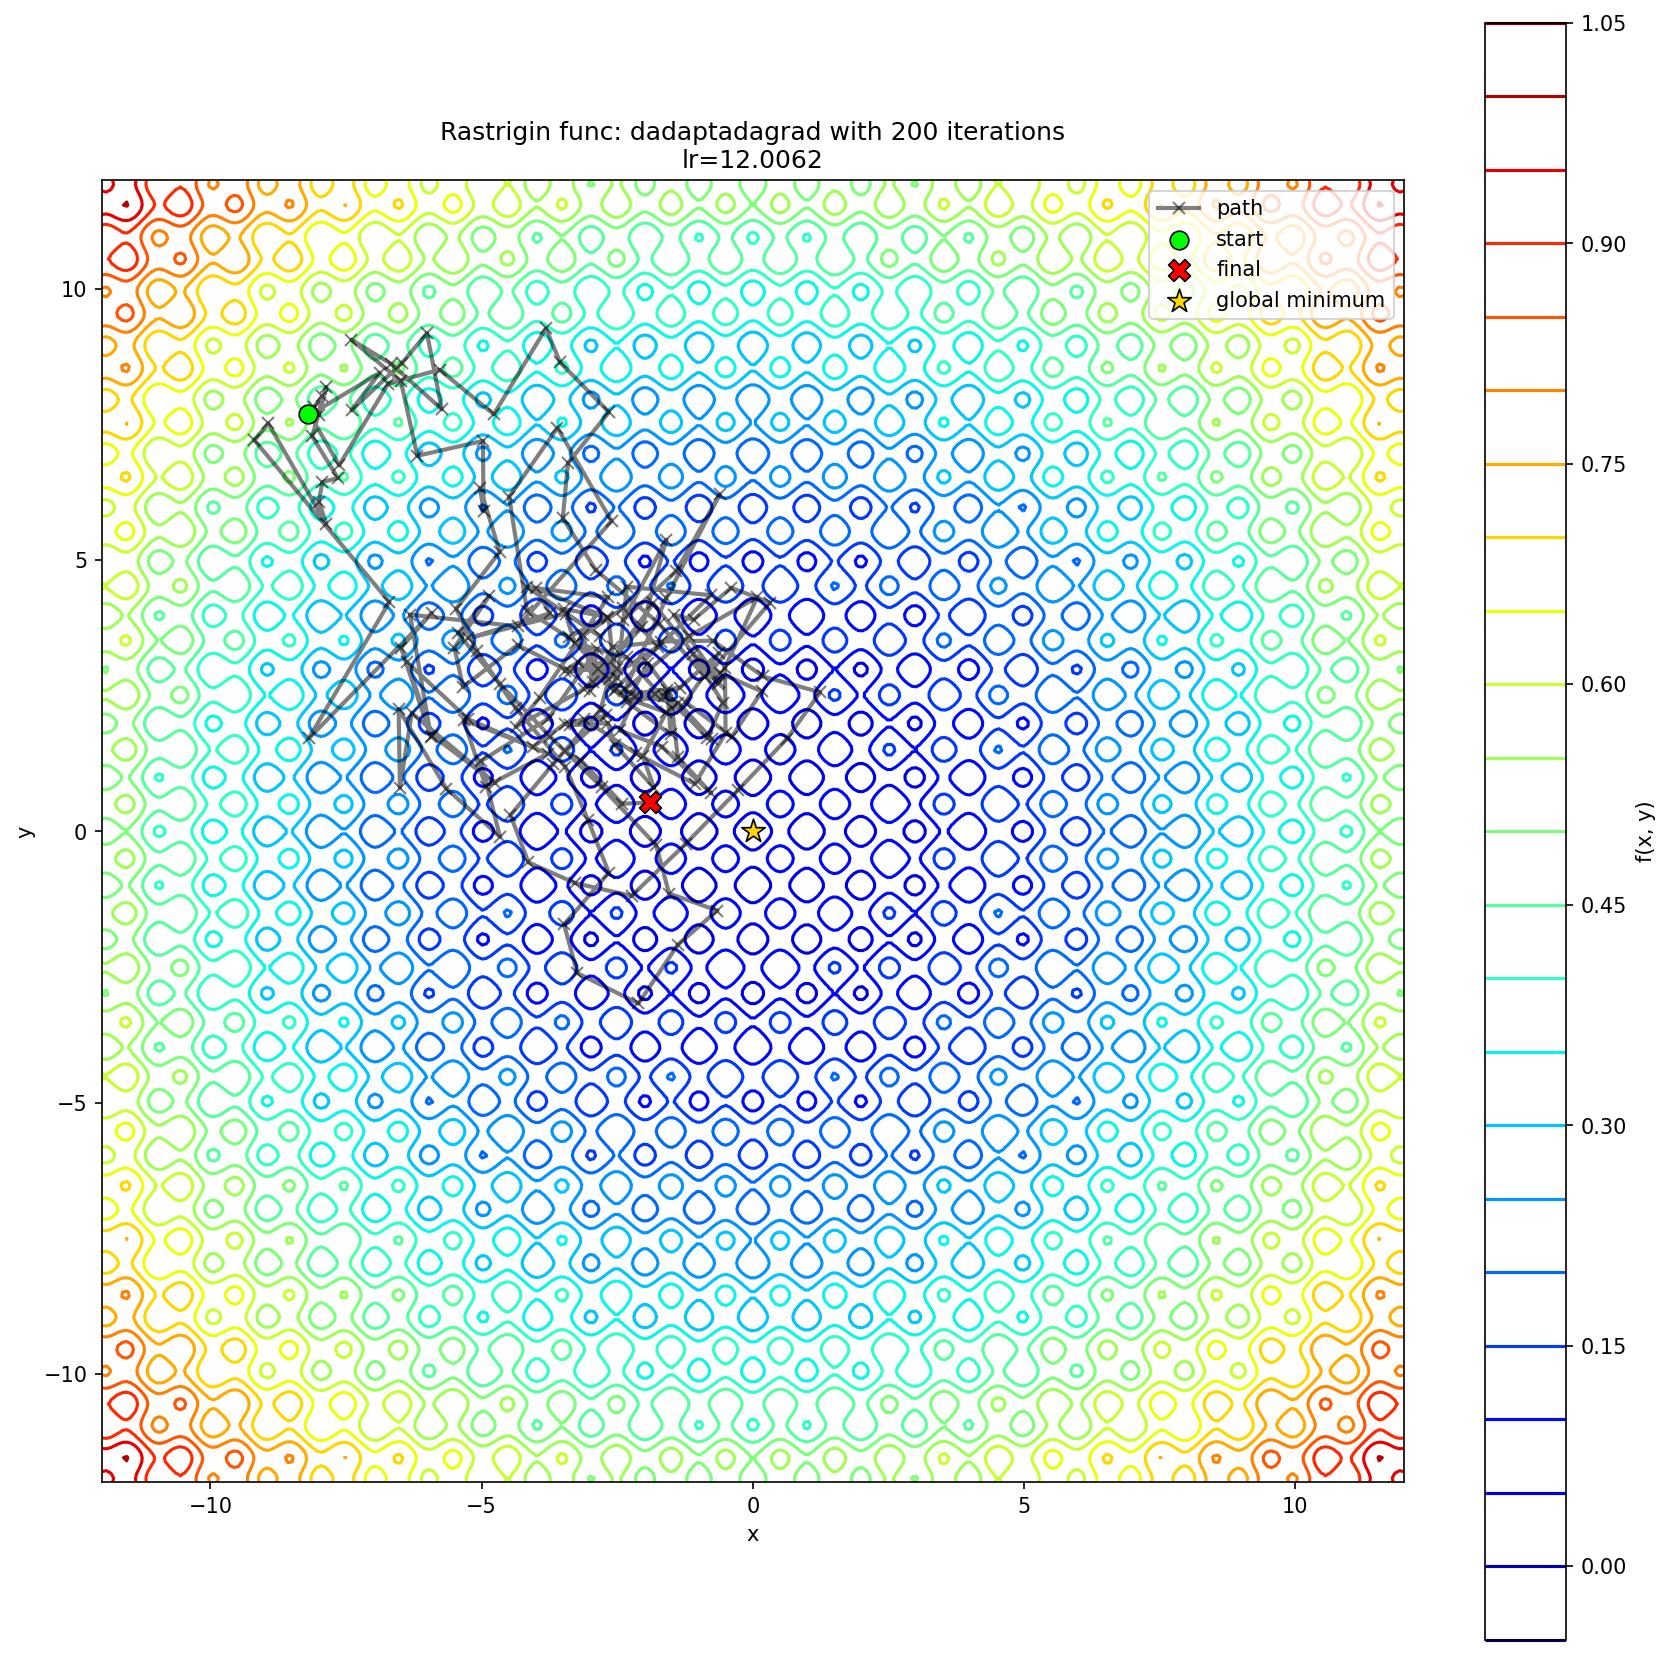 Rastrigin func: dadaptadagrad with 200 iterations
lr=12.0062
path
start
final
global minimum
10
5
0
−5
−10
y
−10
−5
0
5
10
x
1.05
0.90
0.75
0.60
0.45
0.30
0.15
0.00
f(x, y)